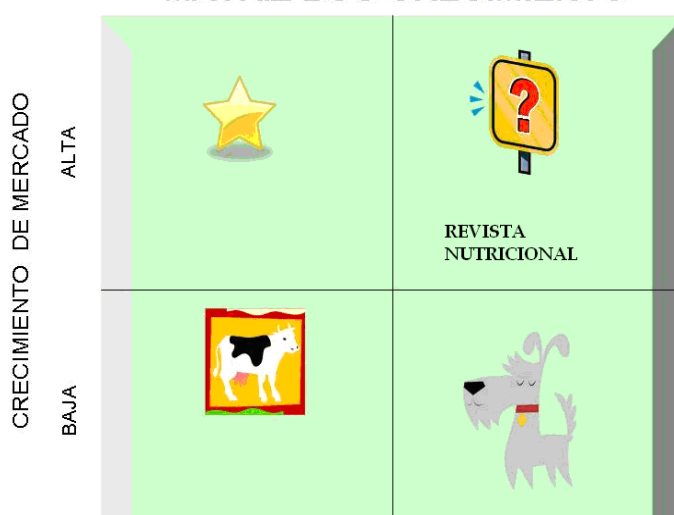 CRECIMIENTO DE MERCADO
ALTA
?
REVISTA
NUTRICIONAL
BAJA